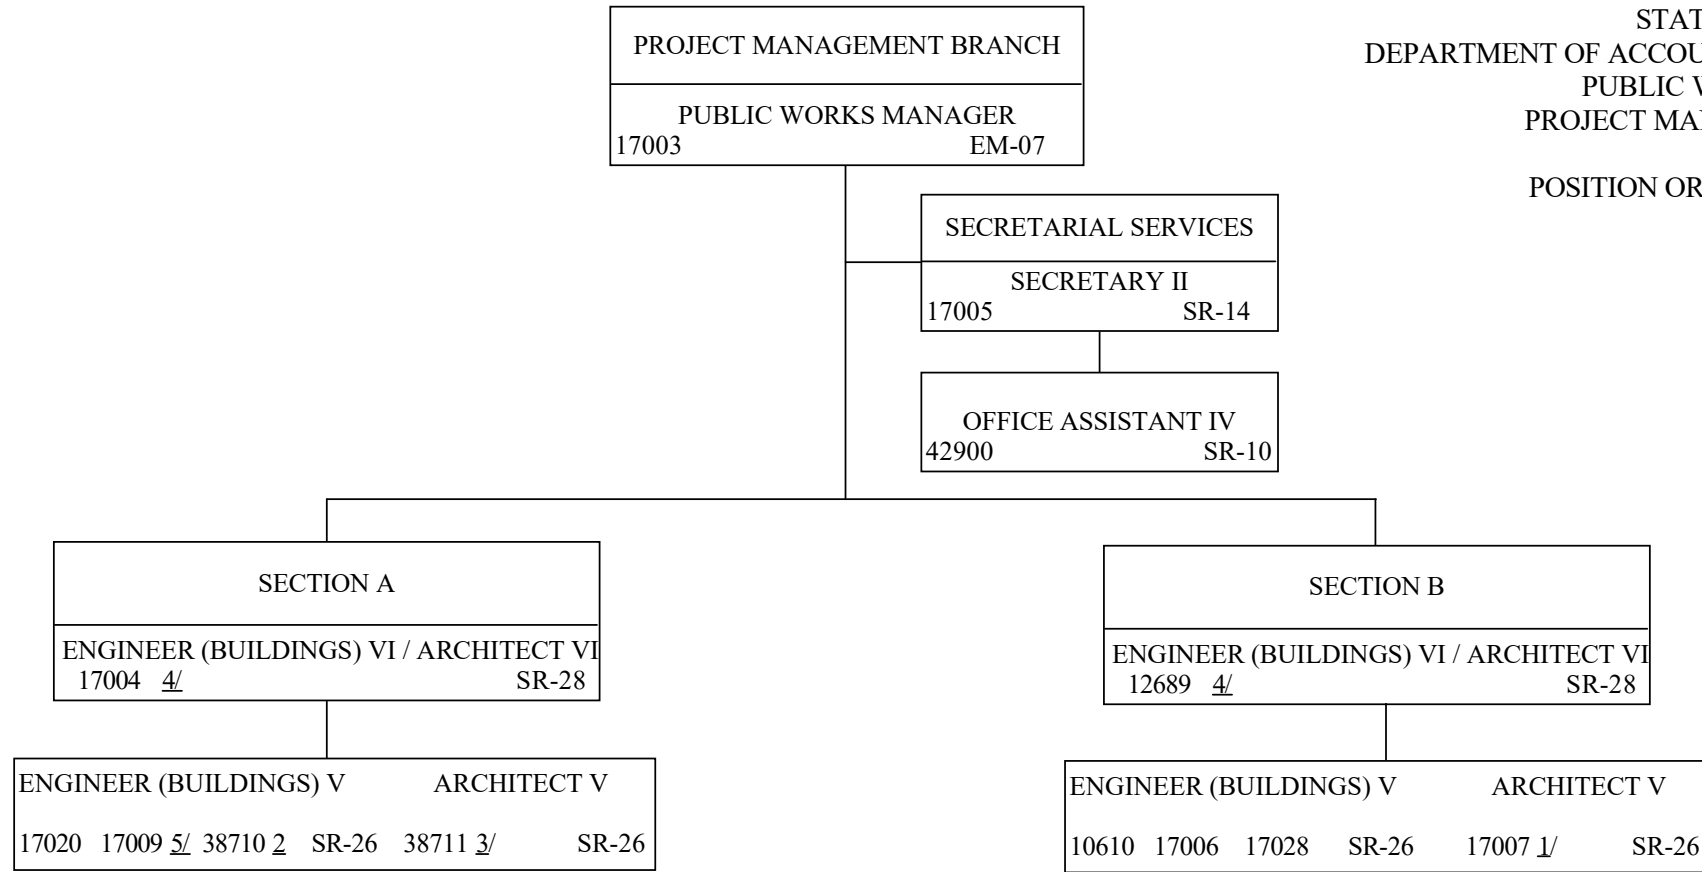 STAT
DEPARTMENT OF ACCOU
PUBLIC
PROJECT MA
POSITION OR
PROJECT MANAGEMENT BRANCH
PUBLIC WORKS MANAGER
17003 EM-07
SECRETARIAL SERVICES
SECRETARY II
17005 SR-14
OFFICE ASSISTANT IV
42900 SR-10
SECTION A
ENGINEER (BUILDINGS) VI / ARCHITECT VI
17004 4/ SR-28
ENGINEER (BUILDINGS) V ARCHITECT V
17020 17009 5/ 38710 2 SR-26 38711 3/ SR-26
SECTION B
ENGINEER (BUILDINGS) VI / ARCHITECT VI
12689 4/ SR-28
ENGINEER (BUILDINGS) V ARCHITECT V
10610 17006 17028 SR-26 17007 1/ SR-26